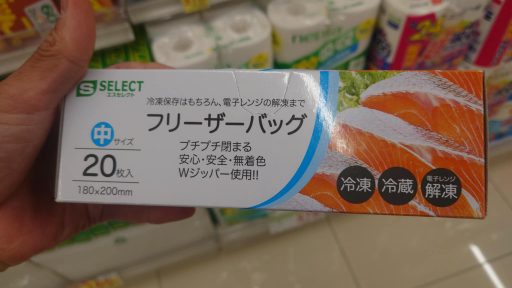 S SELECT
エスセレクト
冷凍保存はもちろん、電子レンジの解凍まで
フリーザーバッグ
中サイズ
20枚入
180×200mm
プチプチ閉まる
安心・安全・無着色
Wジッパー使用!!
冷凍
冷蔵
電子レンジ
解凍